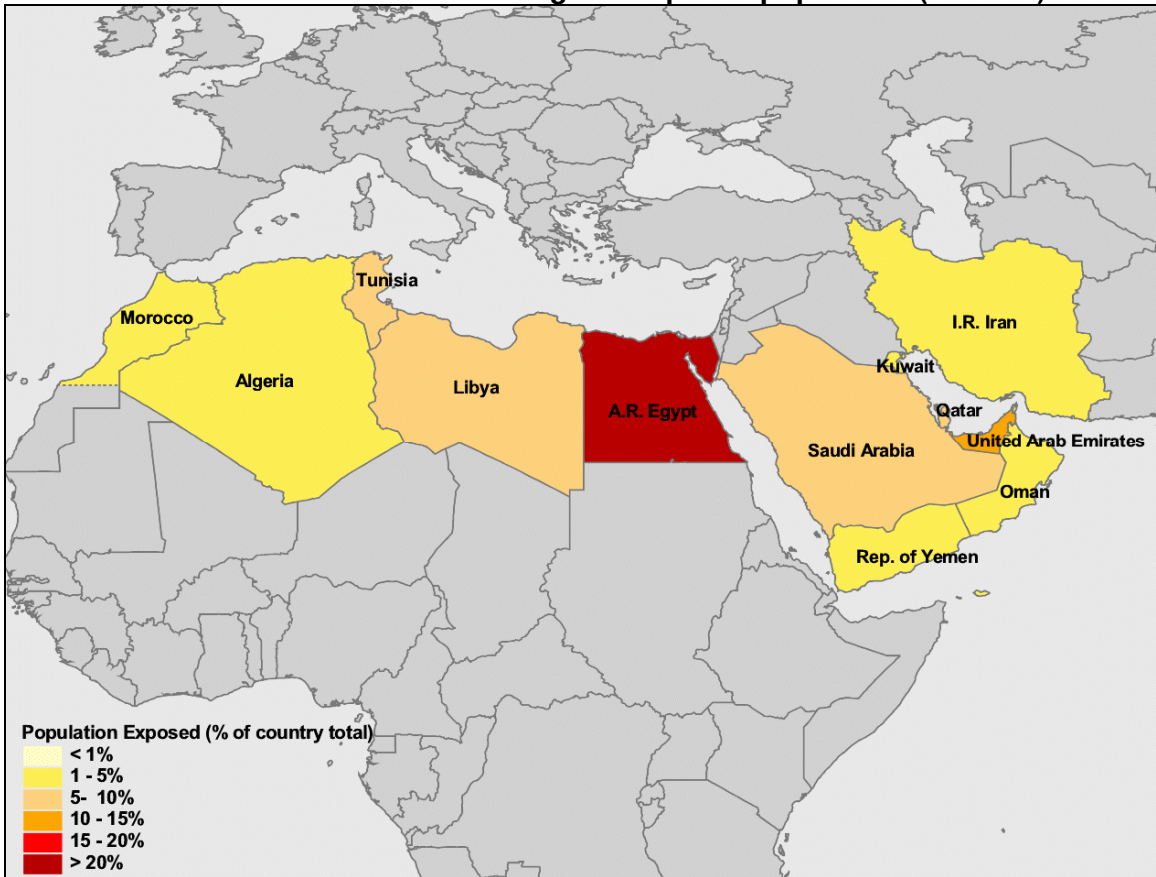 Tunisia
Morocco
I.R. Iran
Kuwait
Algeria
Libya
A.R. Egypt
Qatar
United Arab Emirates
Saudi Arabia
Oman
Rep. of Yemen
Population Exposed (% of country total)
< 1%
1 - 5%
5- 10%
10 - 15%
15 - 20%
> 20%